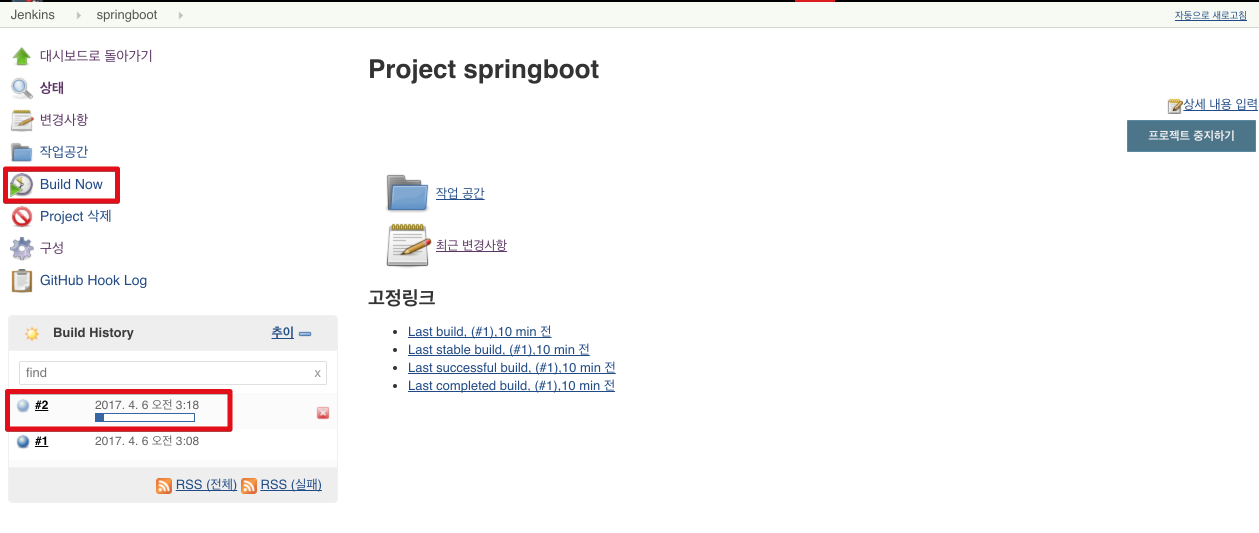 Jenkins springboot 자동으로 새로고침
대시보드로 돌아가기
상태
변경사항
작업공간
Build Now
Project 삭제
구성
GitHub Hook Log
Build History 추이
find x
#2 2017. 4. 6 오전 3:18
#1 2017. 4. 6 오전 3:08
RSS (전체) RSS (실패)
Project springboot
상세 내용 입력
프로젝트 중지하기
작업 공간
최근 변경사항
고정링크
Last build, (#1),10 min 전
Last stable build, (#1),10 min 전
Last successful build, (#1),10 min 전
Last completed build, (#1),10 min 전